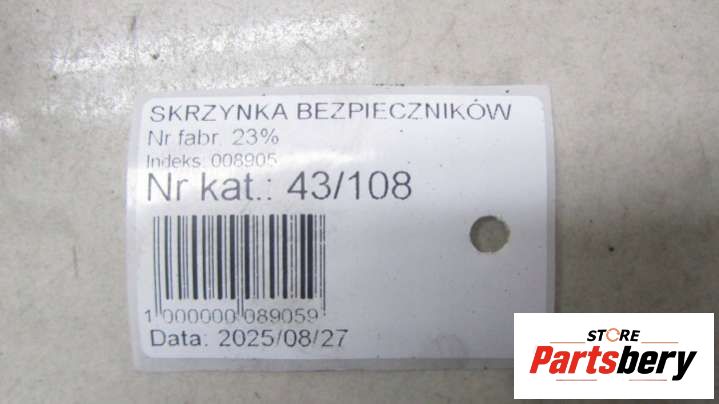 SKRZYNKA BEZPIECZNIKÓW
Nr fabr. 23%
Indeks: 008905
Nr kat.: 43/108
1 000000 089059
Data: 2025/08/27
STORE
Partsbery